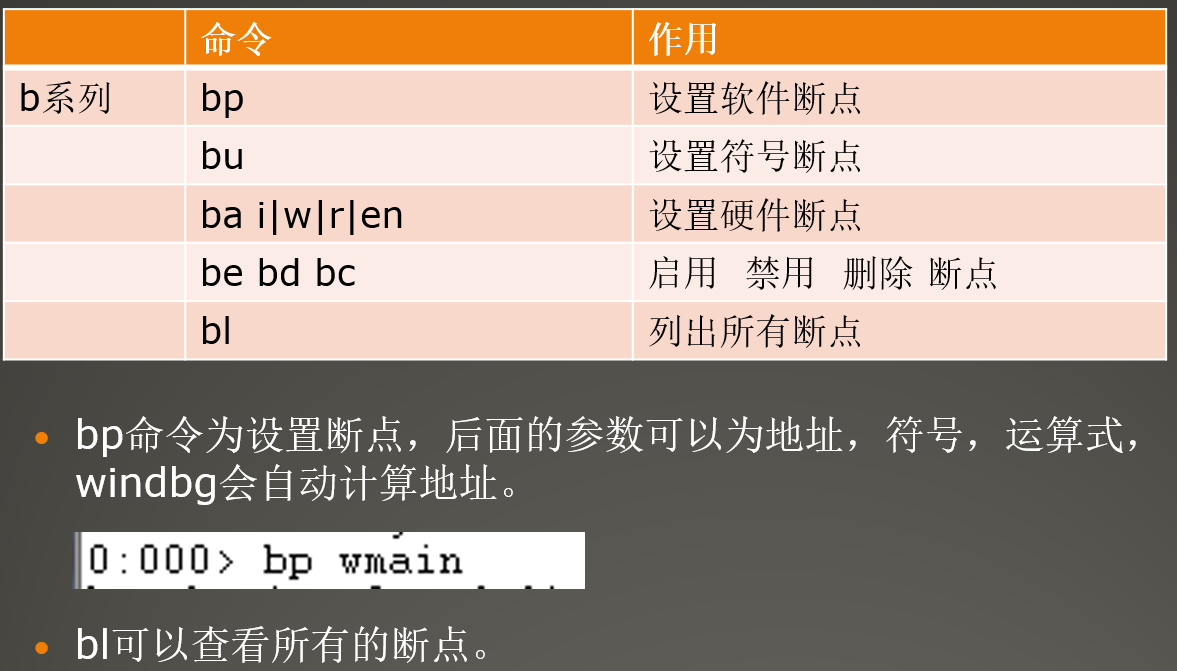 命令 作用
b系列 bp 设置软件断点
bu 设置符号断点
ba i|w|r|en 设置硬件断点
be bd bc 启用 禁用 删除 断点
bl 列出所有断点
• bp命令为设置断点，后面的参数可以为地址，符号，运算式，
windbg会自动计算地址。
0:000> bp wmain
• bl可以查看所有的断点。